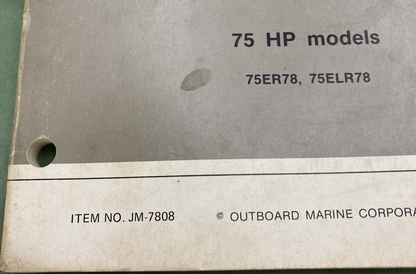 75 HP models
75ER78, 75ELR78
ITEM NO. JM-7808 © OUTBOARD MARINE CORPORA